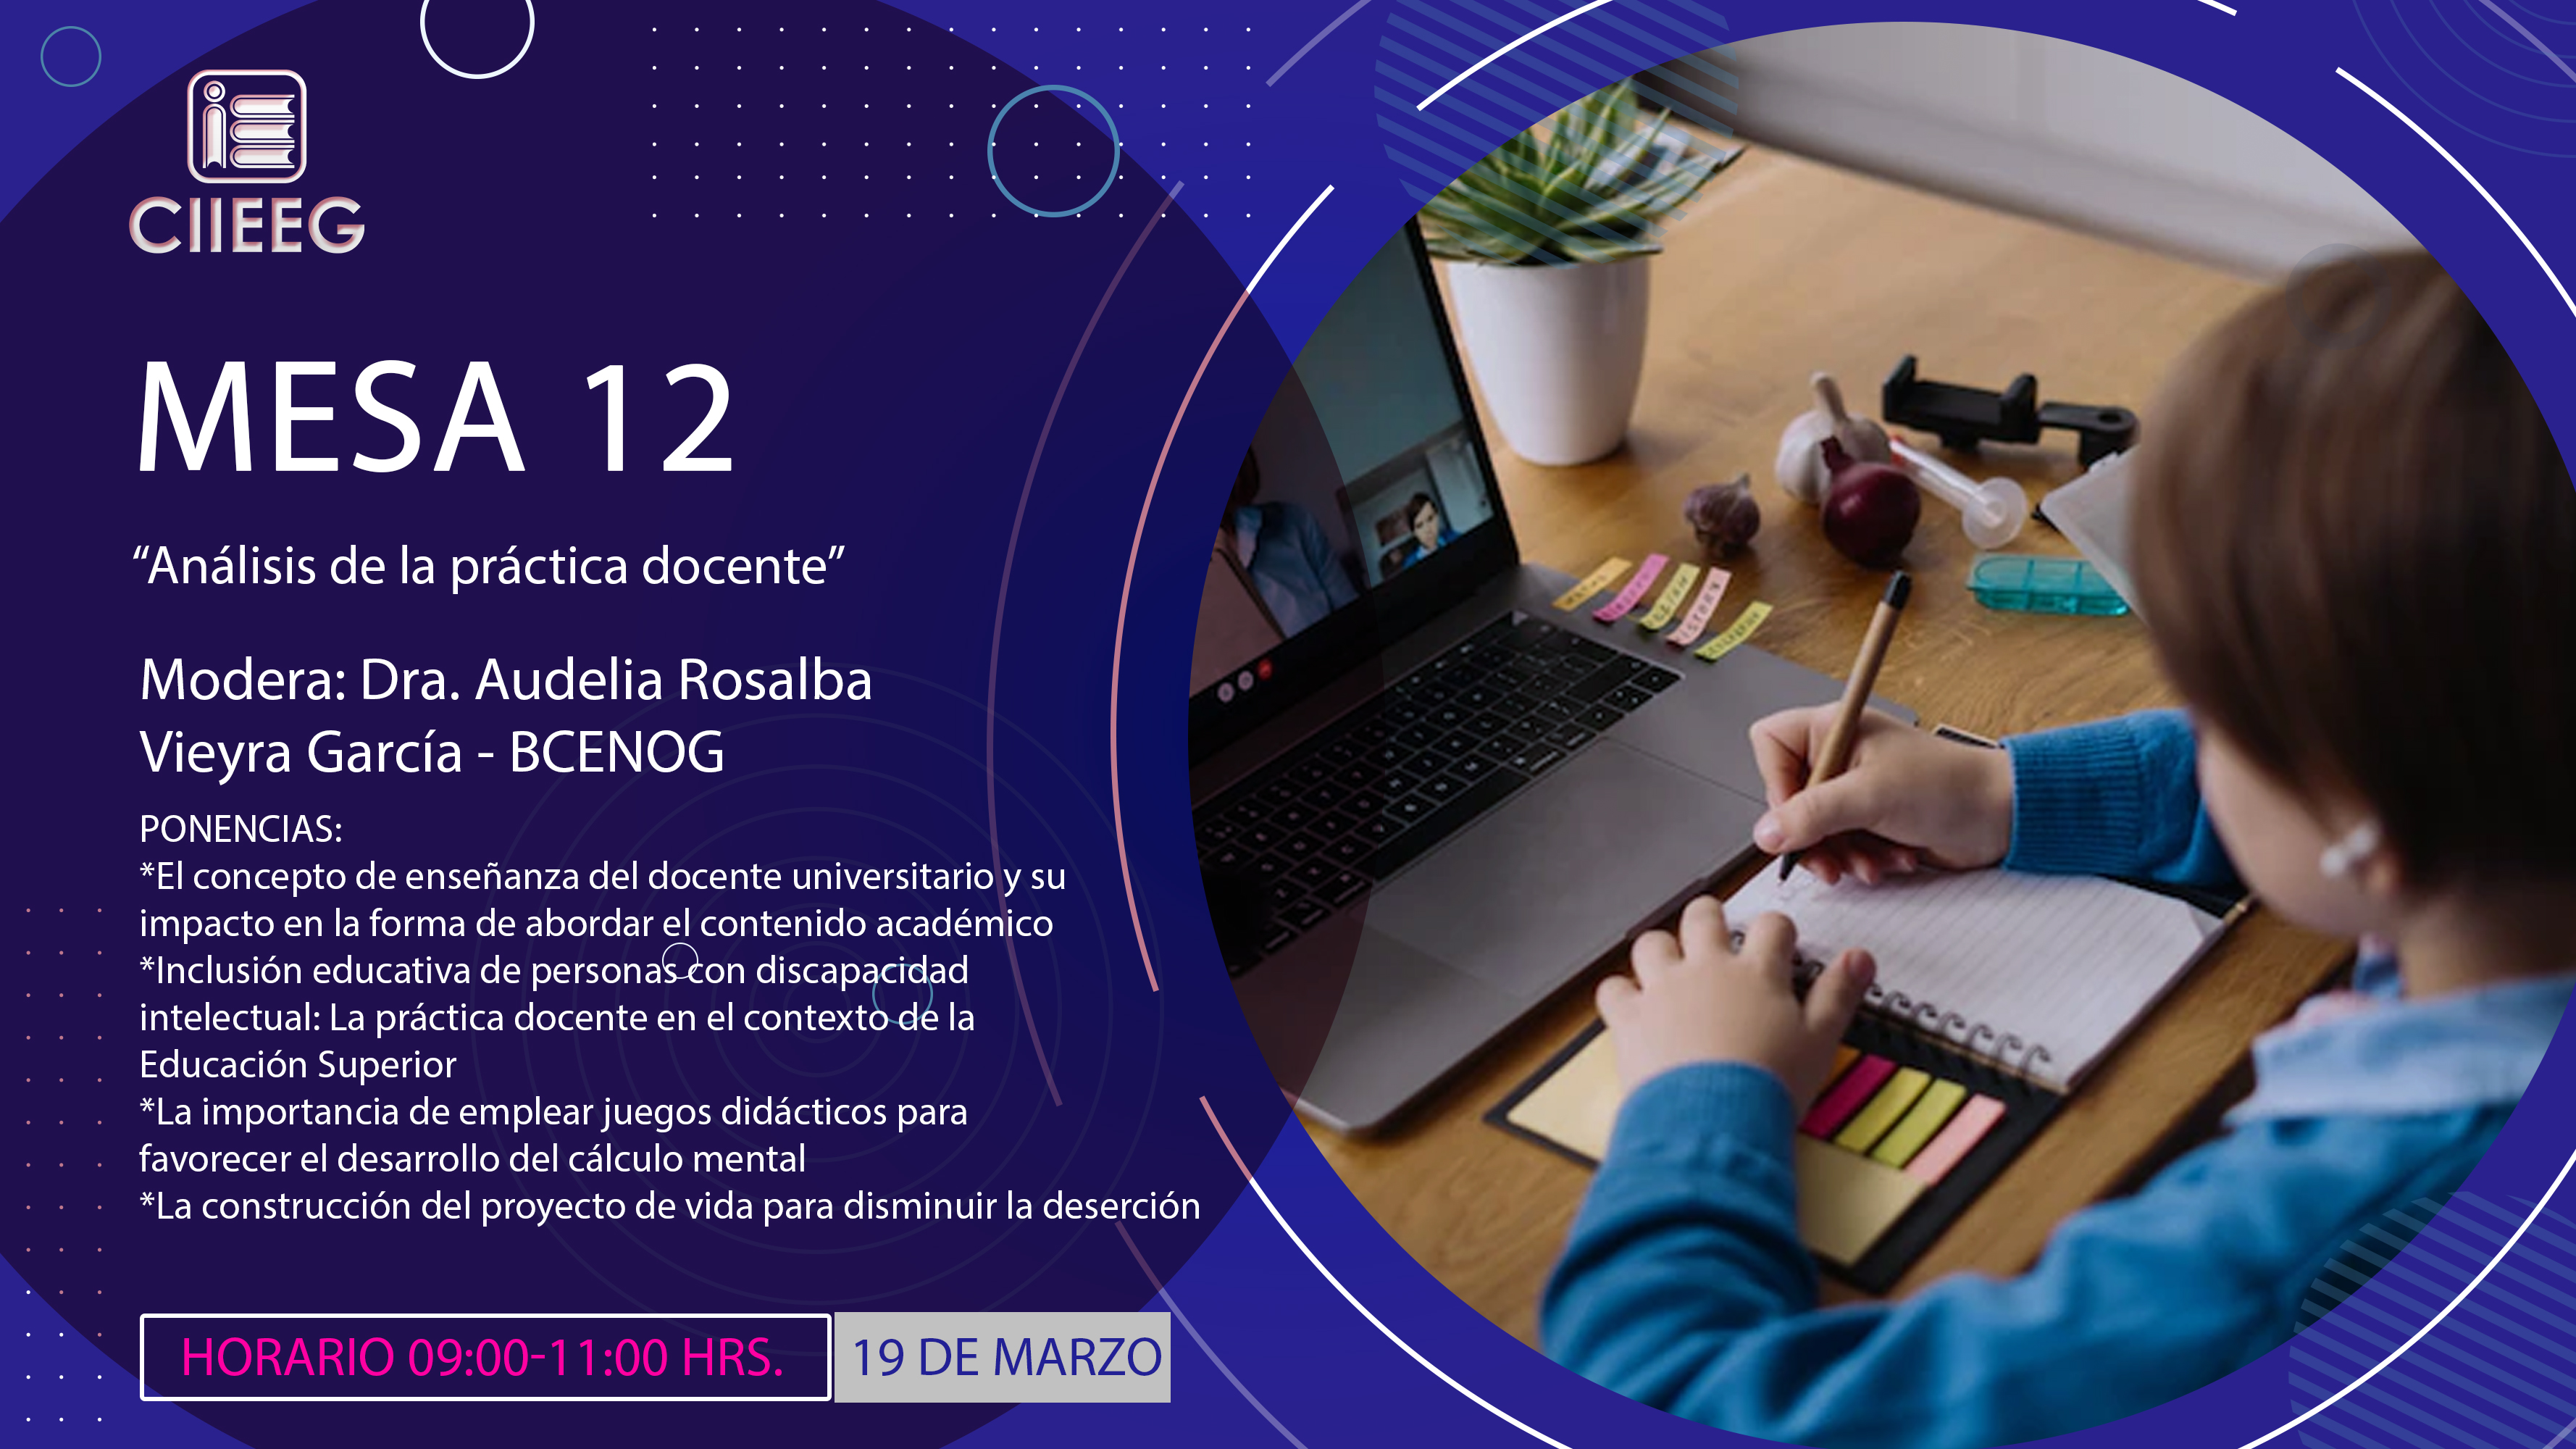 CIIEEG
MESA 12
“Análisis de la práctica docente”
Modera: Dra. Audelia Rosalba
Vieyra García - BCENOG
PONENCIAS:
*El concepto de enseñanza del docente universitario y su
impacto en la forma de abordar el contenido académico
*Inclusión educativa de personas con discapacidad
intelectual: La práctica docente en el contexto de la
Educación Superior
*La importancia de emplear juegos didácticos para
favorecer el desarrollo del cálculo mental
*La construcción del proyecto de vida para disminuir la deserción
HORARIO 09:00-11:00 HRS.
19 DE MARZO